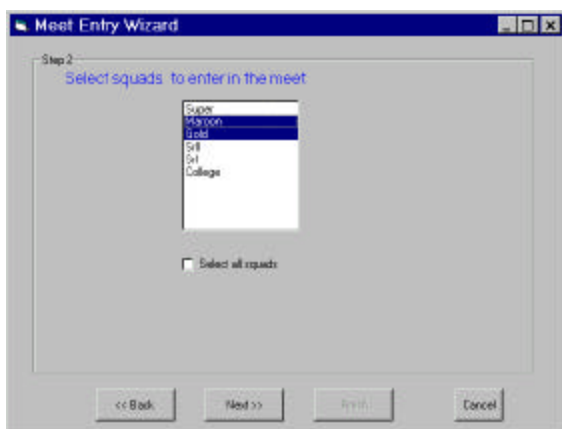 Meet Entry Wizard
Step 2
Select squads to enter in the meet
Super
Maroon
Gold
SrII
SrI
College
Select all squads
<< Back
Next >>
Finish
Cancel